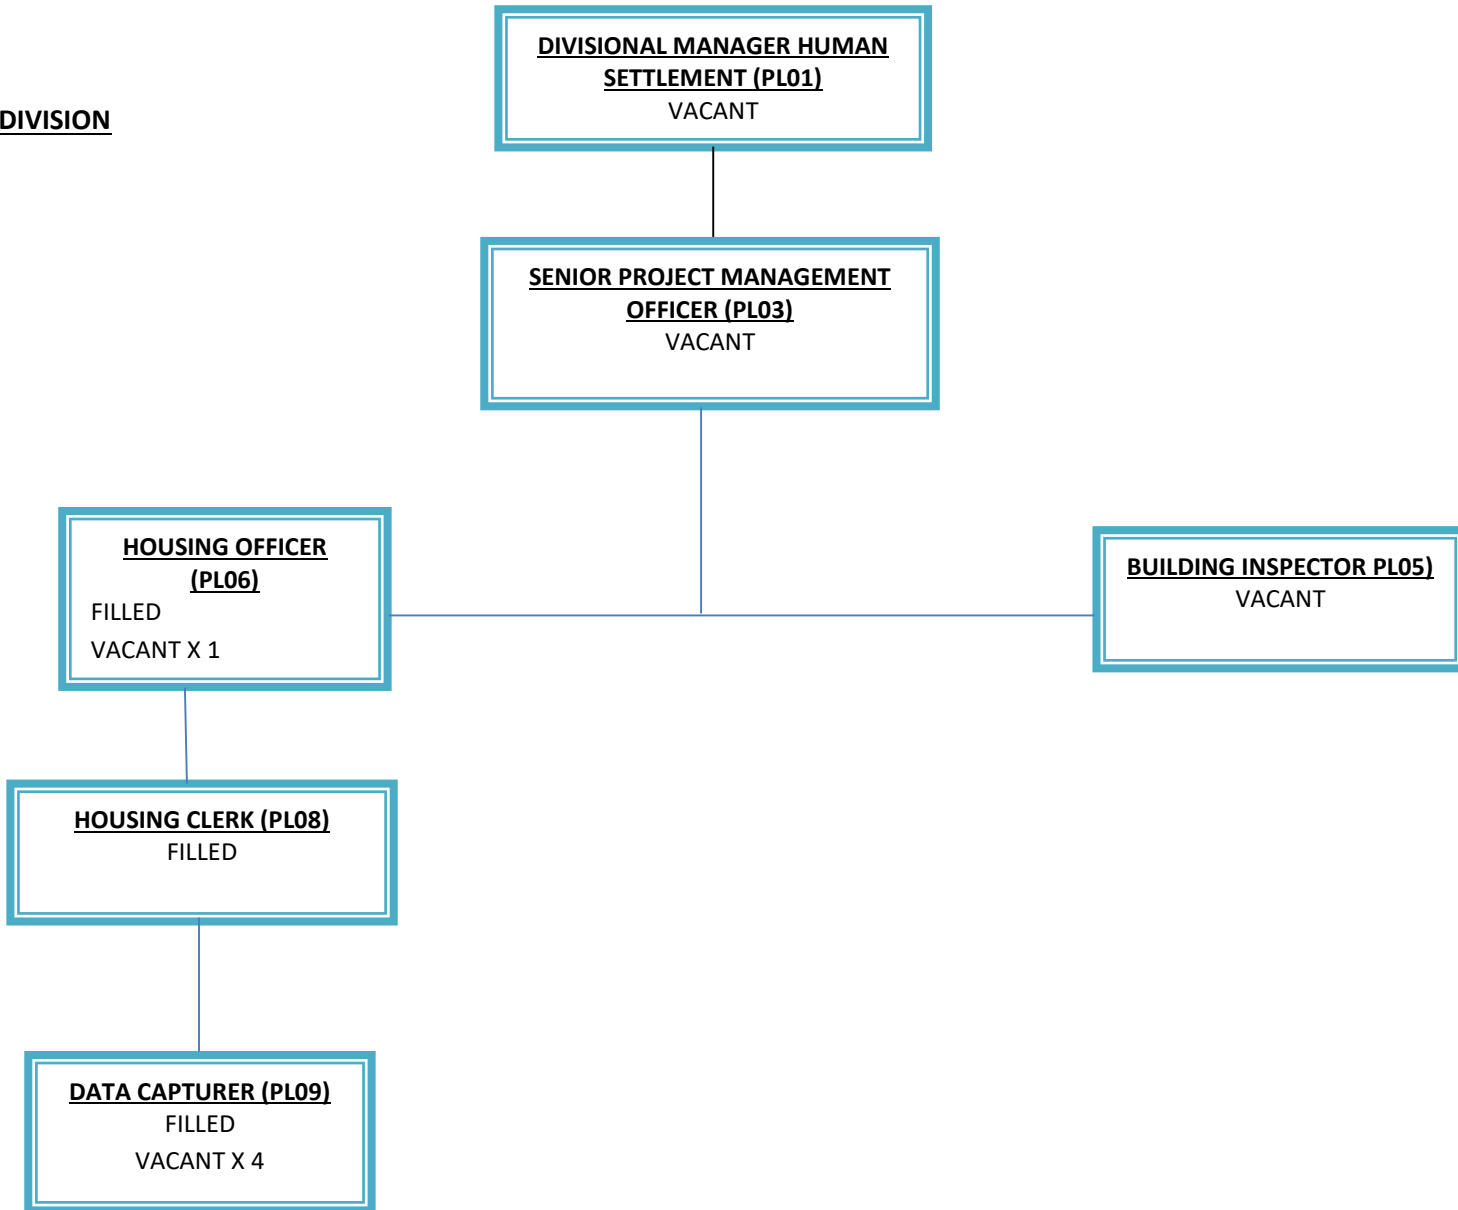 DIVISIONAL MANAGER HUMAN
SETTLEMENT (PL01)
VACANT
DIVISION
SENIOR PROJECT MANAGEMENT
OFFICER (PL03)
VACANT
HOUSING OFFICER
(PL06)
FILLED
VACANT X 1
BUILDING INSPECTOR PL05)
VACANT
HOUSING CLERK (PL08)
FILLED
DATA CAPTURER (PL09)
FILLED
VACANT X 4